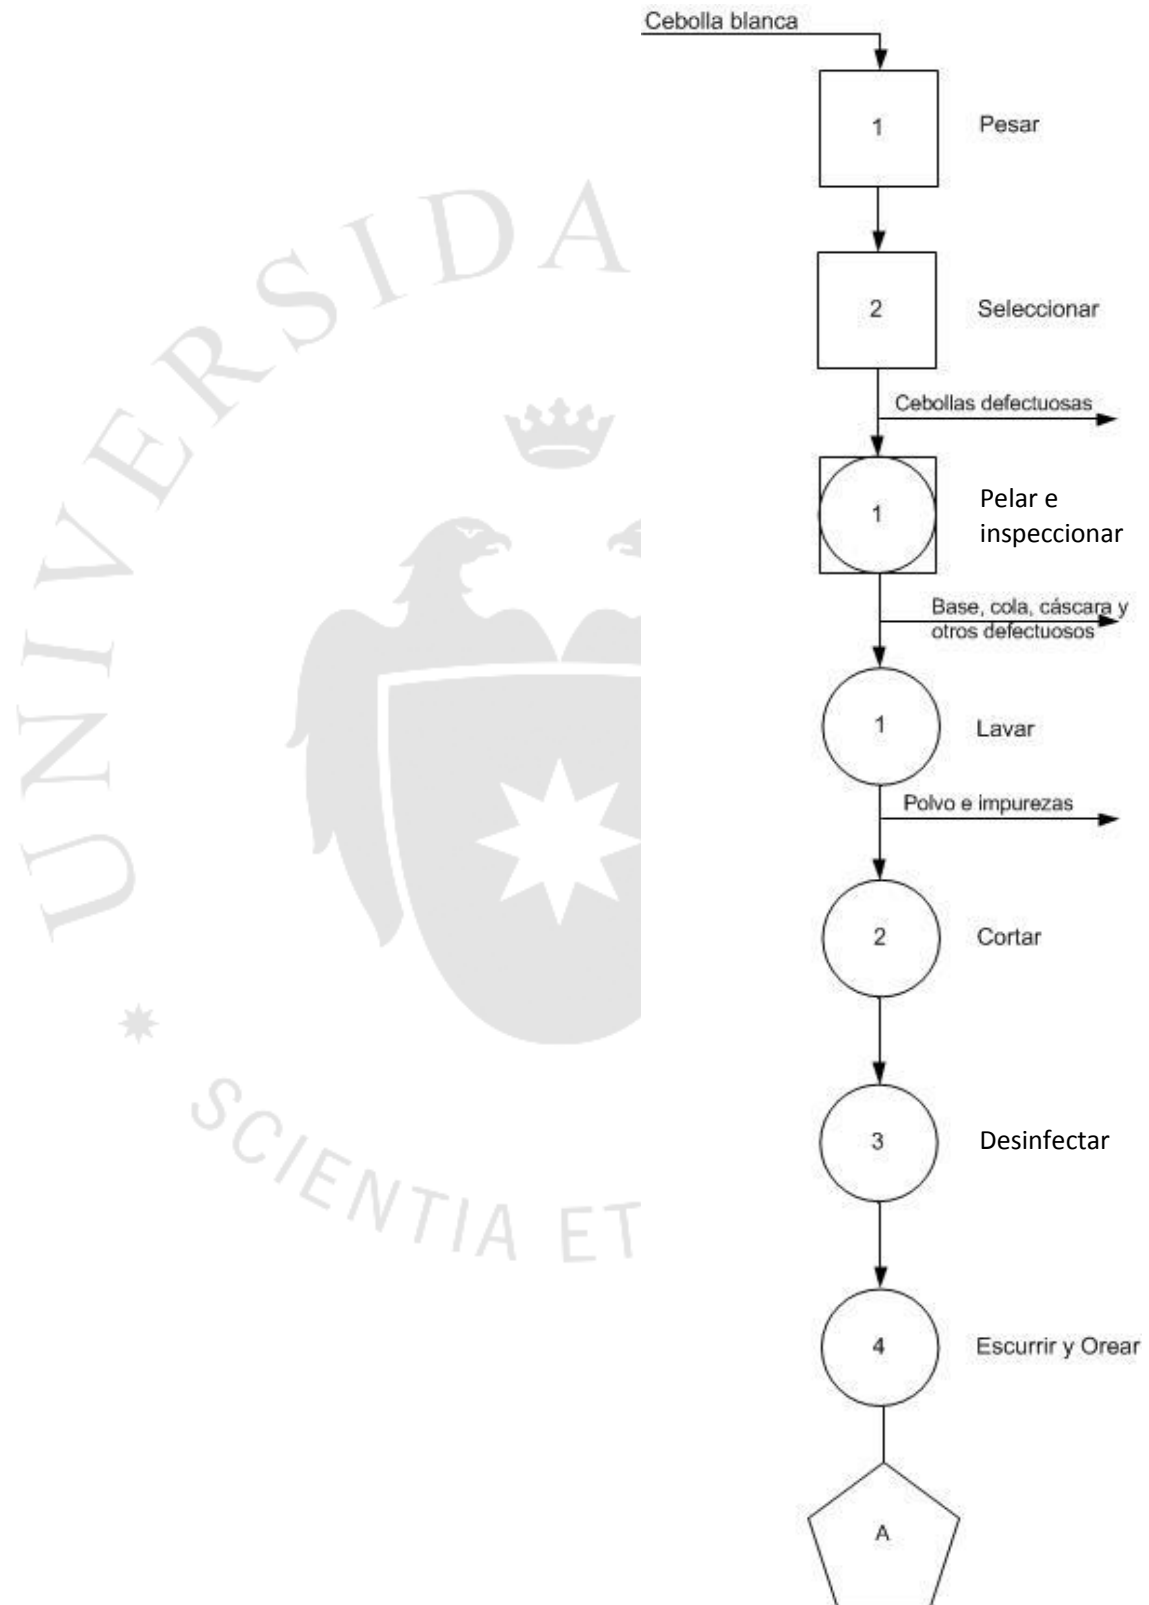 Cebolla blanca
1
Pesar
2
Seleccionar
Cebollas defectuosas
1
Pelar e
inspeccionar
Base, cola, cáscara y
otros defectuosos
1
Lavar
Polvo e impurezas
2
Cortar
3
Desinfectar
4
Escurrir y Orear
A
UNIVERSIDA
SCIENTIA ET